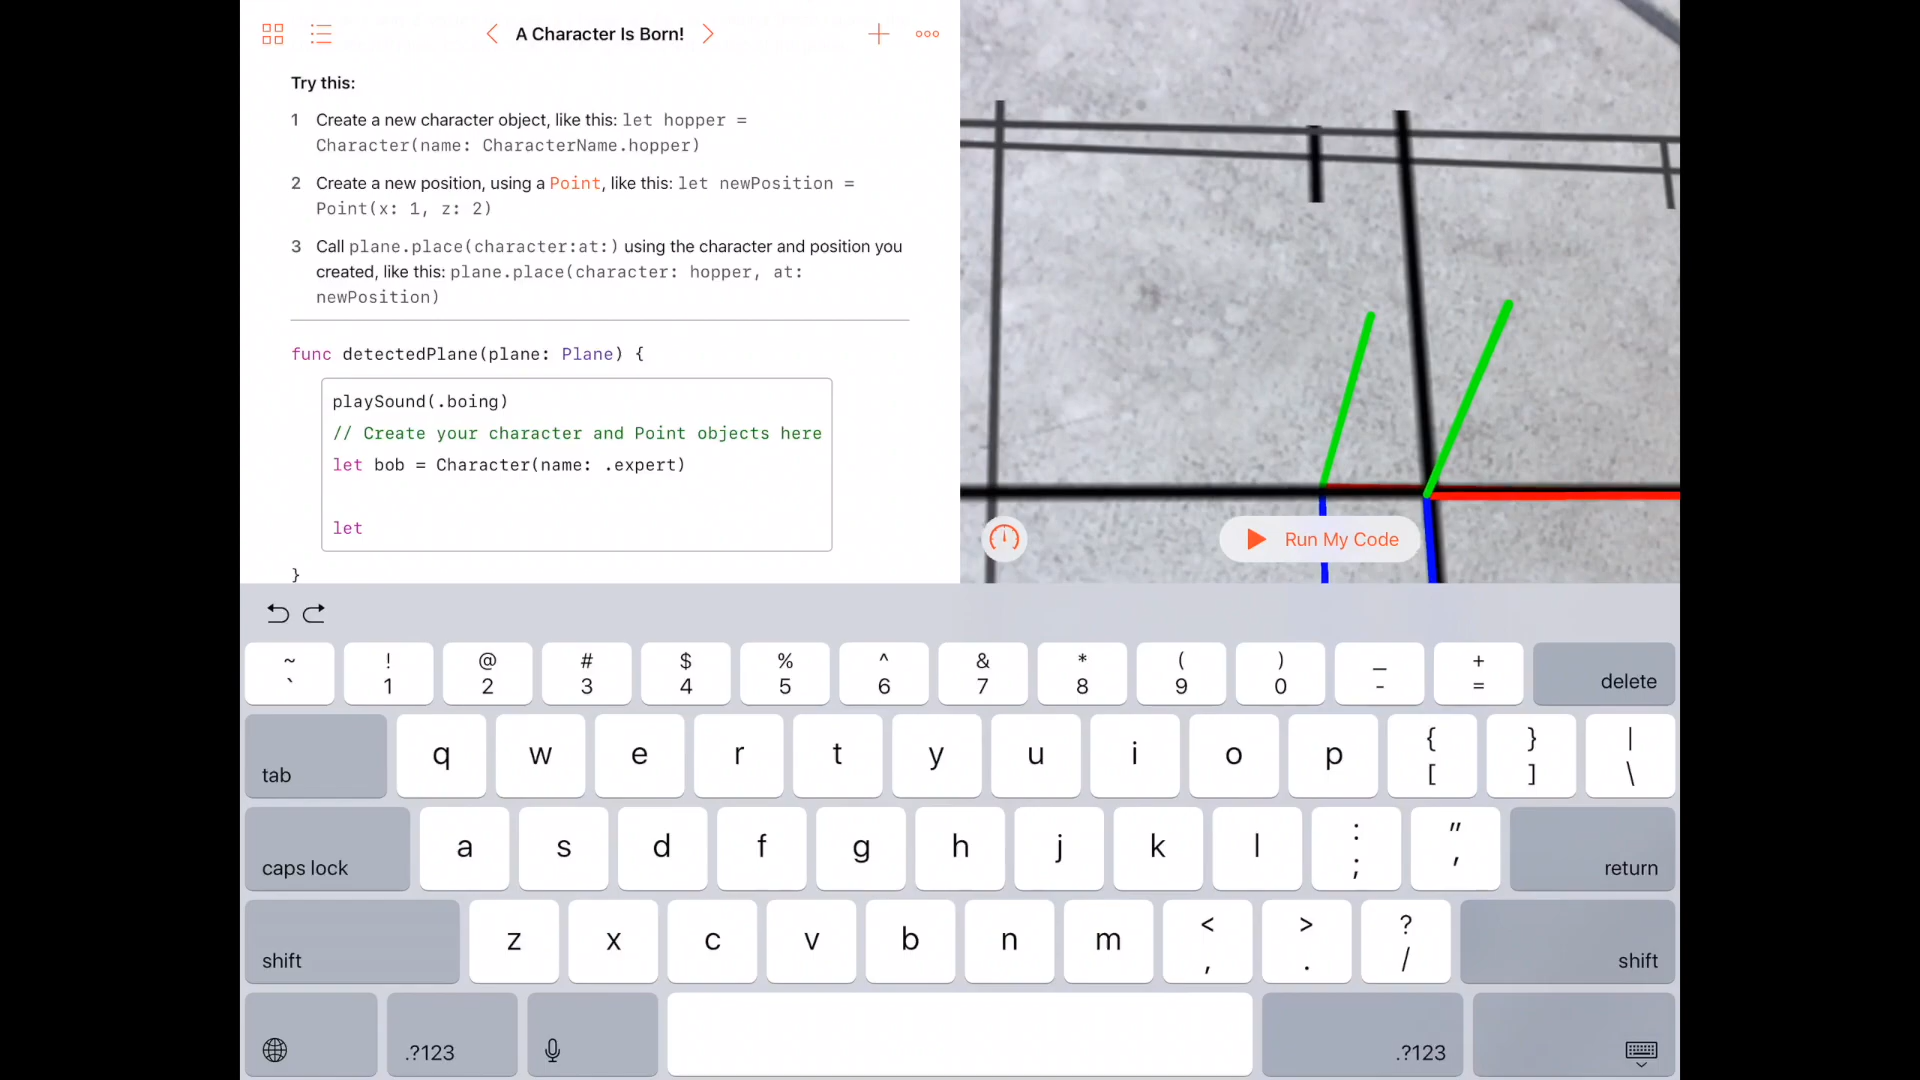 A Character Is Born!
Try this:
1 Create a new character object, like this: let hopper =
Character(name: CharacterName.hopper)
2 Create a new position, using a Point, like this: let newPosition =
Point(x: 1, z: 2)
3 Call plane.place(character:at:) using the character and position you
created, like this: plane.place(character: hopper, at:
newPosition)
func detectedPlane(plane: Plane) {
playSound(.boing)
// Create your character and Point objects here
let bob = Character(name: .expert)
let
}
Run My Code
~ ! @ # $ % ^ & * ( ) _ +
` 1 2 3 4 5 6 7 8 9 0 - = delete
tab q w e r t y u i o p { [ } ] | \
caps lock a s d f g h j k l : ; " ' return
shift z x c v b n m < , > . ? / shift
.?123 .?123